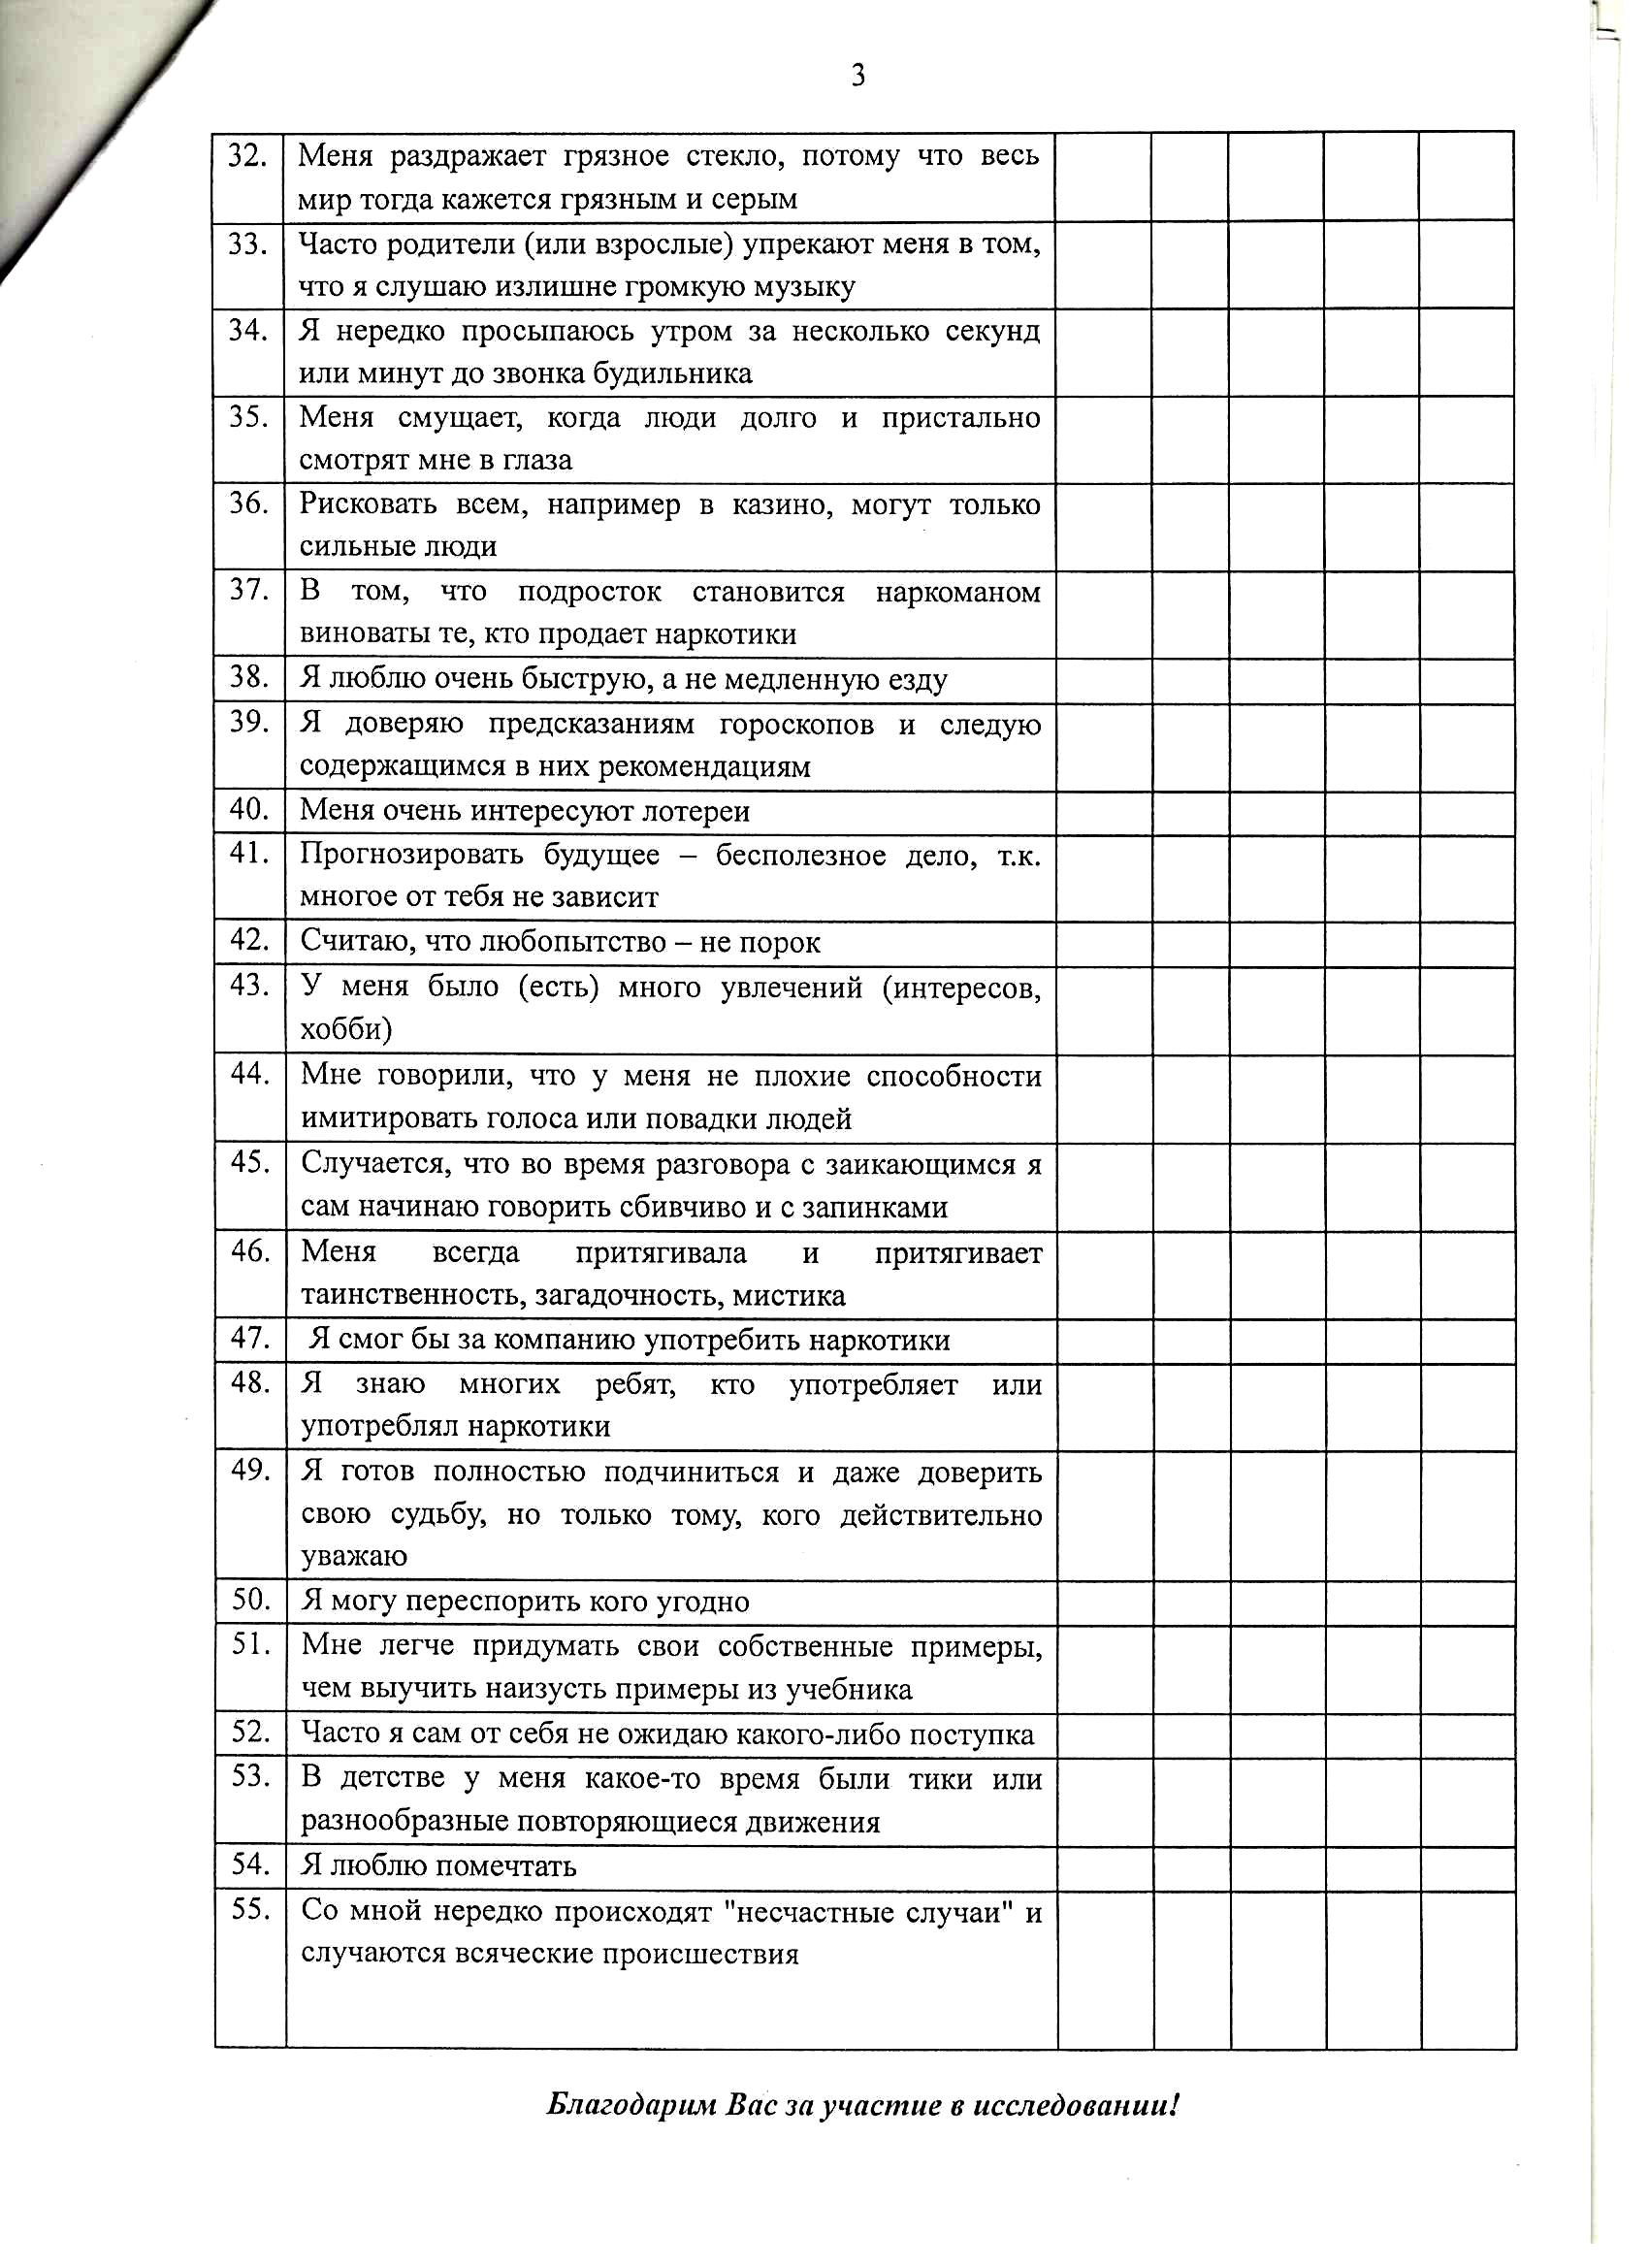 3
32. Меня раздражает грязное стекло, потому что весь
мир тогда кажется грязным и серым
33. Часто родители (или взрослые) упрекают меня в том,
что я слушаю излишне громкую музыку
34. Я нередко просыпаюсь утром за несколько секунд
или минут до звонка будильника
35. Меня смущает, когда люди долго и пристально
смотрят мне в глаза
36. Рисковать всем, например в казино, могут только
сильные люди
37. В том, что подросток становится наркоманом
виноваты те, кто продает наркотики
38. Я люблю очень быструю, а не медленную езду
39. Я доверяю предсказаниям гороскопов и следую
содержащимся в них рекомендациям
40. Меня очень интересуют лотереи
41. Прогнозировать будущее – бесполезное дело, т.к.
многое от тебя не зависит
42. Считаю, что любопытство – не порок
43. У меня было (есть) много увлечений (интересов,
хобби)
44. Мне говорили, что у меня не плохие способности
имитировать голоса или повадки людей
45. Случается, что во время разговора с заикающимся я
сам начинаю говорить сбивчиво и с запинками
46. Меня всегда притягивала и притягивает
таинственность, загадочность, мистика
47. Я смог бы за компанию употребить наркотики
48. Я знаю многих ребят, кто употребляет или
употреблял наркотики
49. Я готов полностью подчиниться и даже доверить
свою судьбу, но только тому, кого действительно
уважаю
50. Я могу переспорить кого угодно
51. Мне легче придумать свои собственные примеры,
чем выучить наизусть примеры из учебника
52. Часто я сам от себя не ожидаю какого-либо поступка
53. В детстве у меня какое-то время были тики или
разнообразные повторяющиеся движения
54. Я люблю помечтать
55. Со мной нередко происходят "несчастные случаи" и
случаются всяческие происшествия
Благодарим Вас за участие в исследовании!